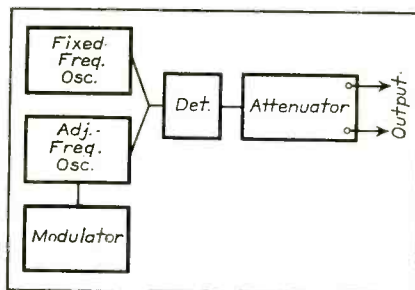 Fixed-
Freq.
Osc.
Adj.-
Freq.
Osc.
Modulator
Det.
Attenuator
Output.